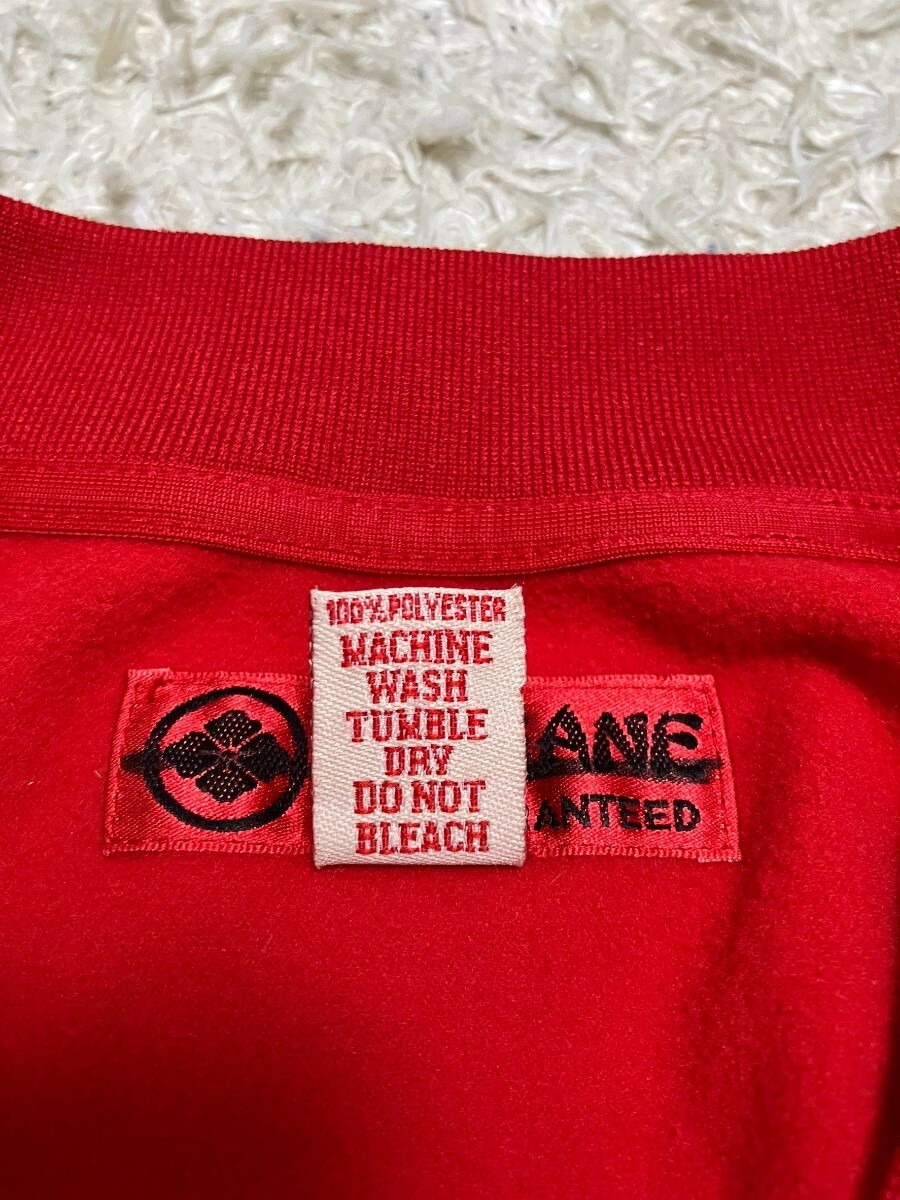 100% POLYESTER
MACHINE
WASH
TUMBLE
DRY
DO NOT
BLEACH
ANE
ANTEED